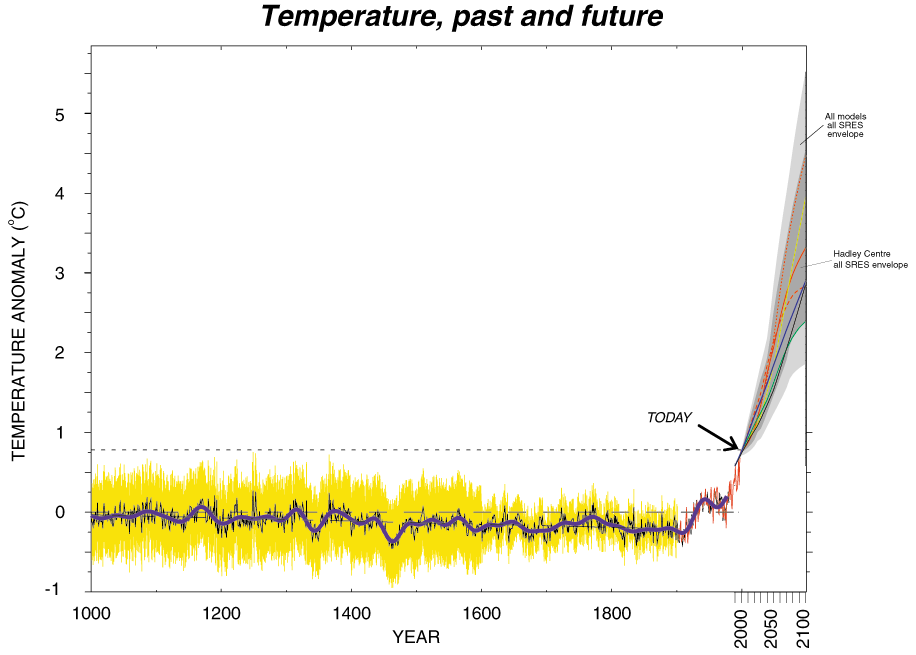 Temperature, past and future
TEMPERATURE ANOMALY (°C)
5
4
3
2
1
0
-1
All models
all SRES
envelope
Hadley Centre
all SRES envelope
TODAY
1000
1200
1400
1600
1800
2000
2050
2100
YEAR